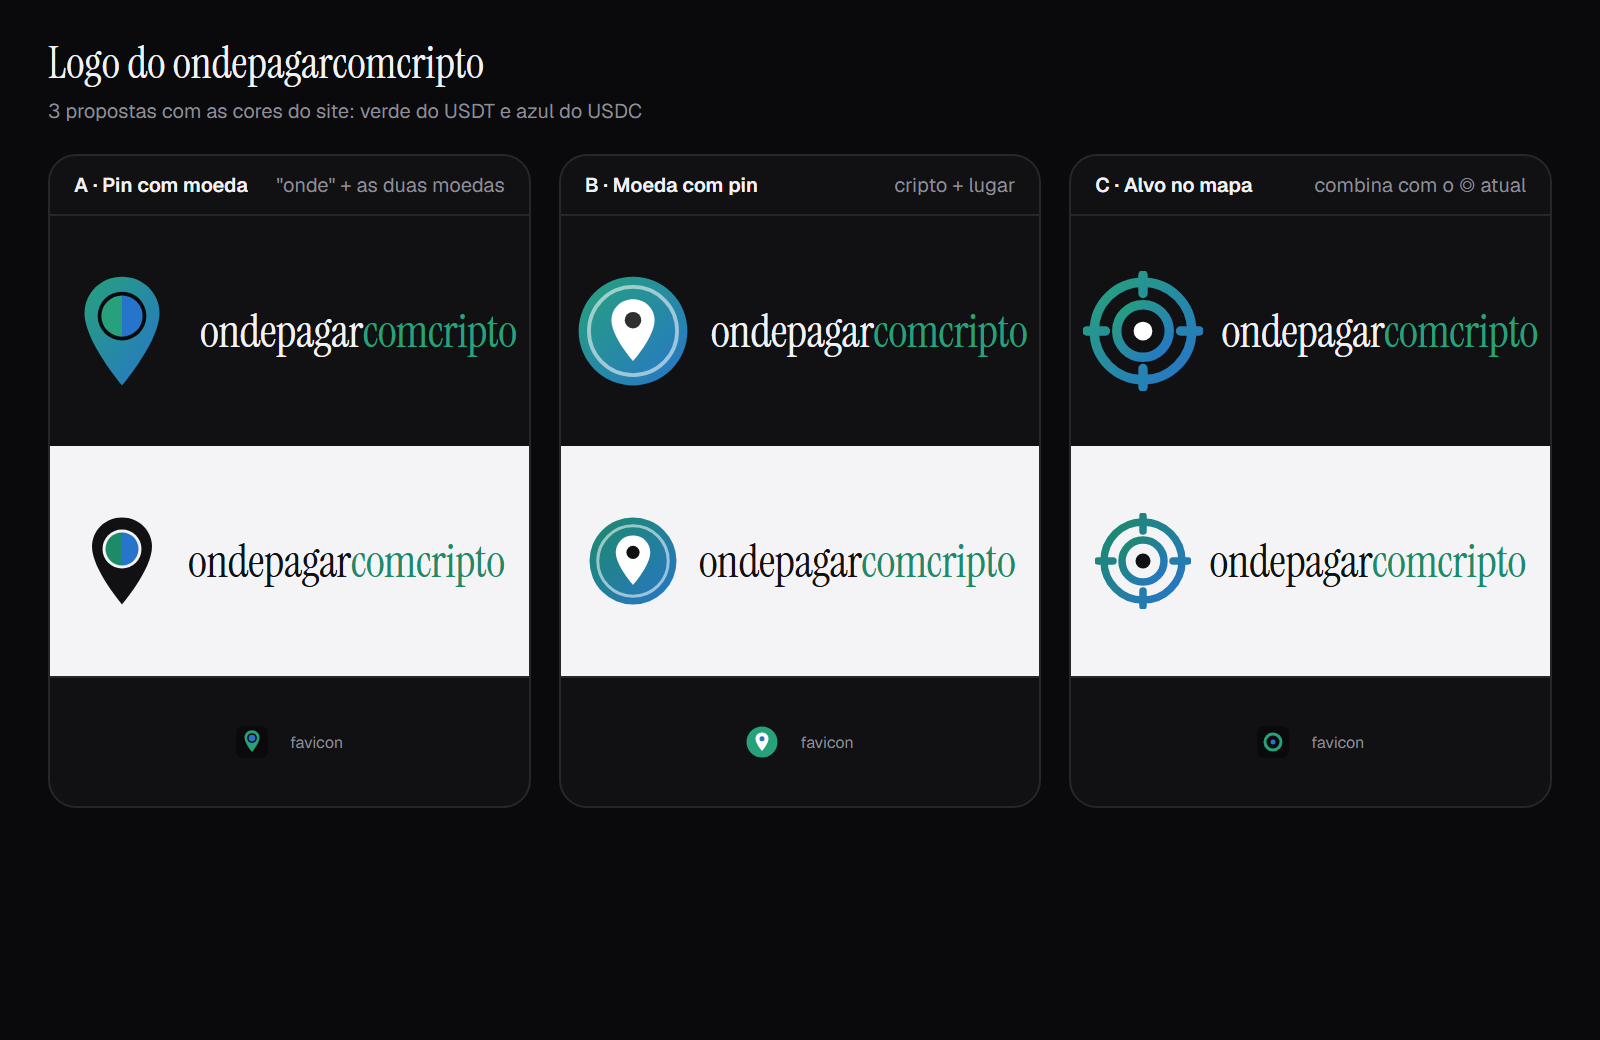 Logo do ondepagarcomcripto
3 propostas com as cores do site: verde do USDT e azul do USDC
A · Pin com moeda "onde" + as duas moedas
ondepagarcomcripto
ondepagarcomcripto
favicon
B · Moeda com pin cripto + lugar
ondepagarcomcripto
ondepagarcomcripto
favicon
C · Alvo no mapa combina com o ◎ atual
ondepagarcomcripto
ondepagarcomcripto
favicon